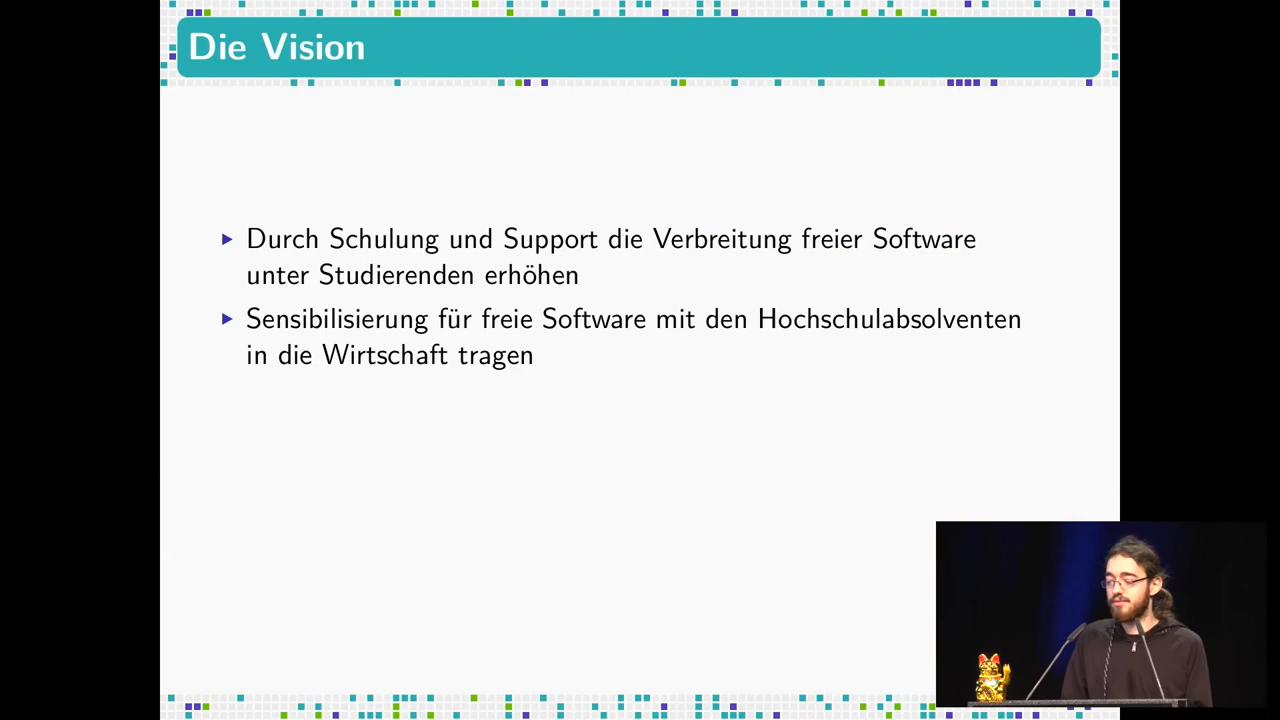 Die Vision
Durch Schulung und Support die Verbreitung freier Software
unter Studierenden erhöhen
Sensibilisierung für freie Software mit den Hochschulabsolventen
in die Wirtschaft tragen